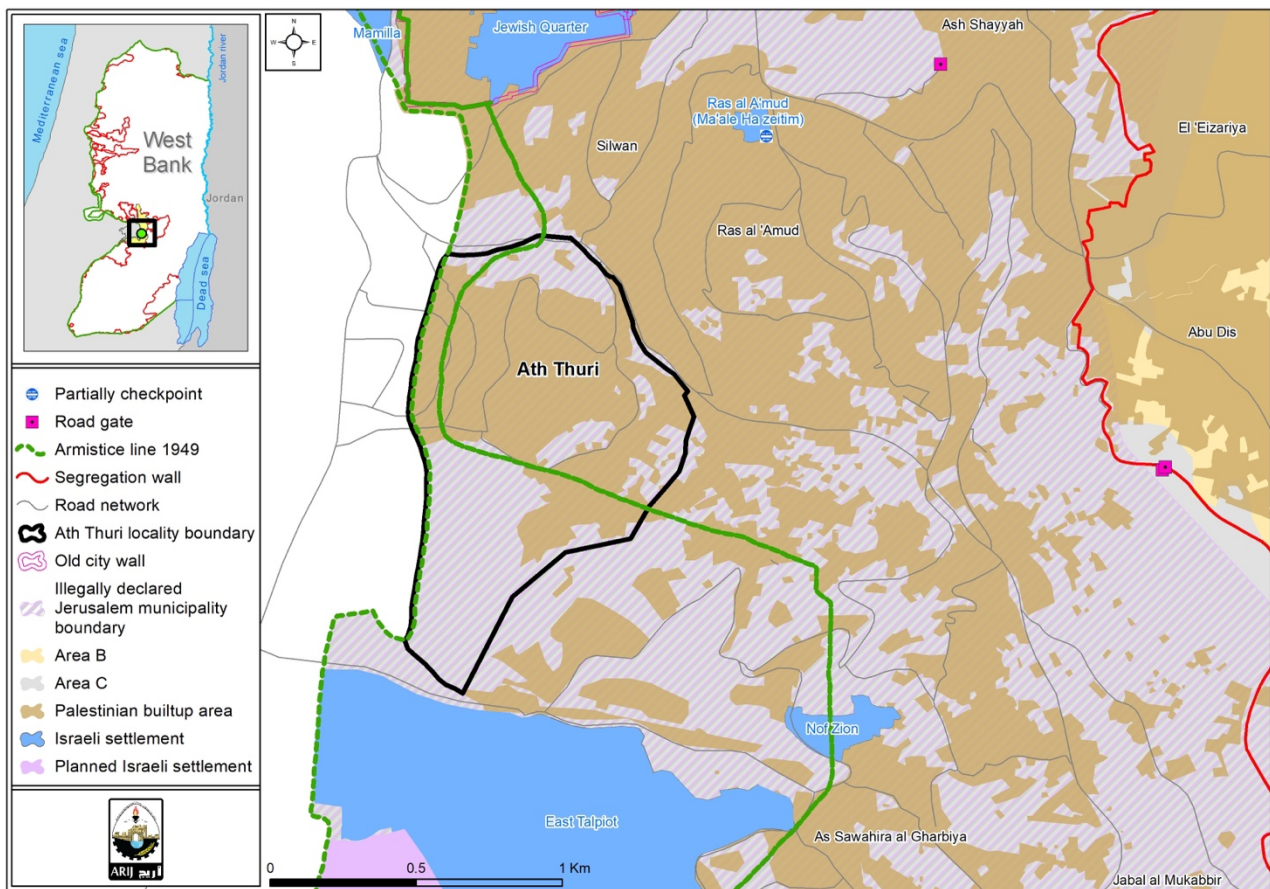 Mediterranean sea
Jordan river
West
Bank
Jordan
Dead sea
Partially checkpoint
Road gate
Armistice line 1949
Segregation wall
Road network
Ath Thuri locality boundary
Old city wall
Illegally declared
Jerusalem municipality
boundary
Area B
Area C
Palestinian builtup area
Israeli settlement
Planned Israeli settlement
ARIJ أريج
N
W E
S
Mamilla
Jewish Quarter
Ash Shayyah
Ras al A'mud
(Ma'ale Ha zeitim)
El 'Eizariya
Silwan
Ras al 'Amud
Abu Dis
Ath Thuri
Nof Zion
East Talpiot
As Sawahira al Gharbiya
Jabal al Mukabbir
0 0.5 1 Km